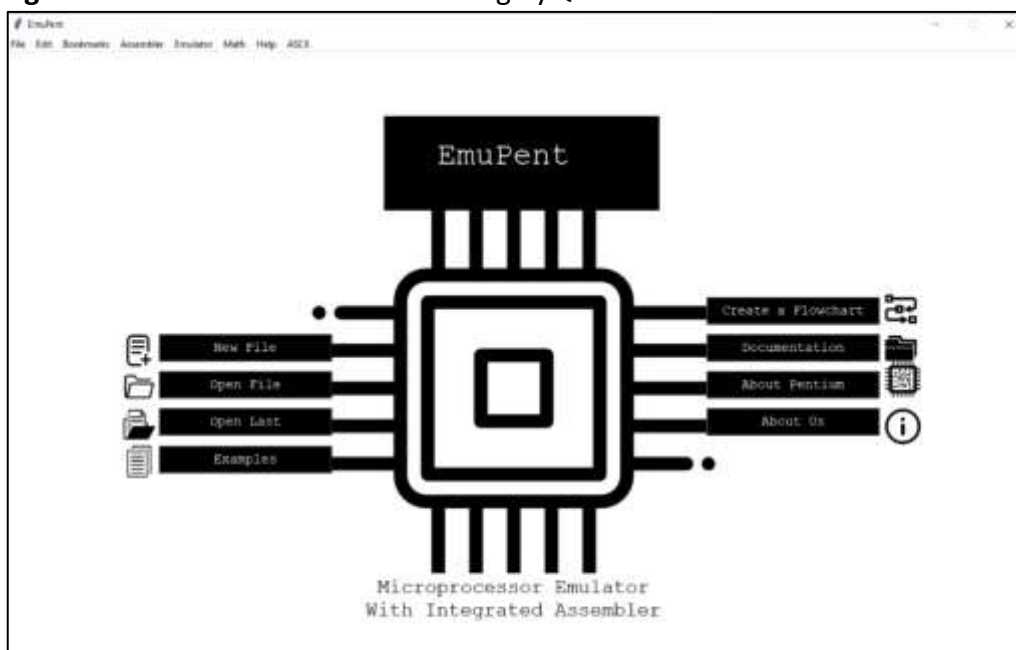 EmuPent
File Edit Bookmarks Assembler Emulator Math Help ASCII
EmuPent
New File
Open File
Open Last
Examples
Create a Flowchart
Documentation
About Pentium
About Us
Microprocessor Emulator
With Integrated Assembler